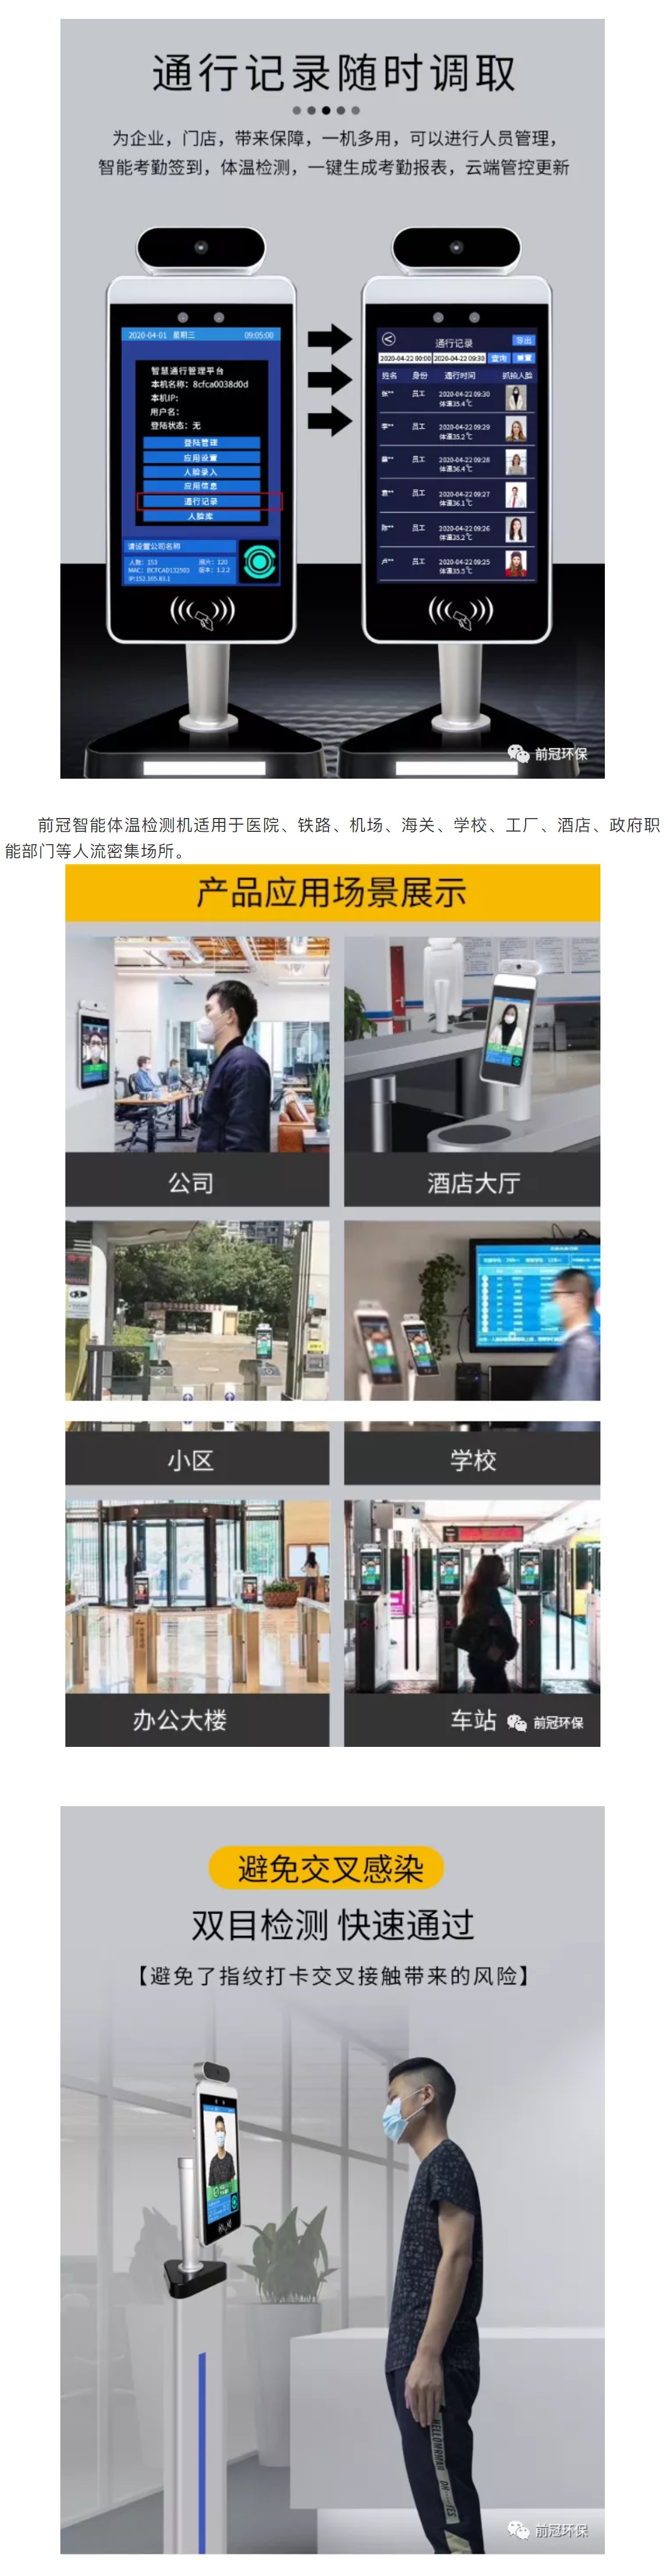 通行记录随时调取
为企业，门店，带来保障，一机多用，可以进行人员管理，
智能考勤签到，体温检测，一键生成考勤报表，云端管控更新
2020-04-01 星期三 09:05:00
智慧通行管理平台
本机名称：8cfca0038d0d
本机IP:
用户名：
登陆状态：无
登陆管理
应用设置
人脸录入
应用信息
通行记录
人脸库
请设置公司名称
人数：153 照片：120
版本：1.2.2
IP:152.165.83.1
通行记录
导出
2020-04-22 00:00 2020-04-22 09:30 查询 重置
姓名 身份 通行时间 抓拍人脸
张** 员工 2020-04-22 09:30
体温35.4℃
李** 员工 2020-04-22 09:29
体温35.2℃
员工 2020-04-22 09:28
体温36.4℃
袁** 员工 2020-04-22 09:27
体温36.1℃
陈** 员工 2020-04-22 09:26
体温35.2℃
卢** 员工 2020-04-22 09:25
体温35.5℃
前冠环保
前冠智能体温检测机适用于医院、铁路、机场、海关、学校、工厂、酒店、政府职
能部门等人流密集场所。
产品应用场景展示
公司
酒店大厅
小区
学校
4
办公大楼
车站
前冠环保
避免交叉感染
双目检测 快速通过
【避免了指纹打卡交叉接触带来的风险】
前冠环保